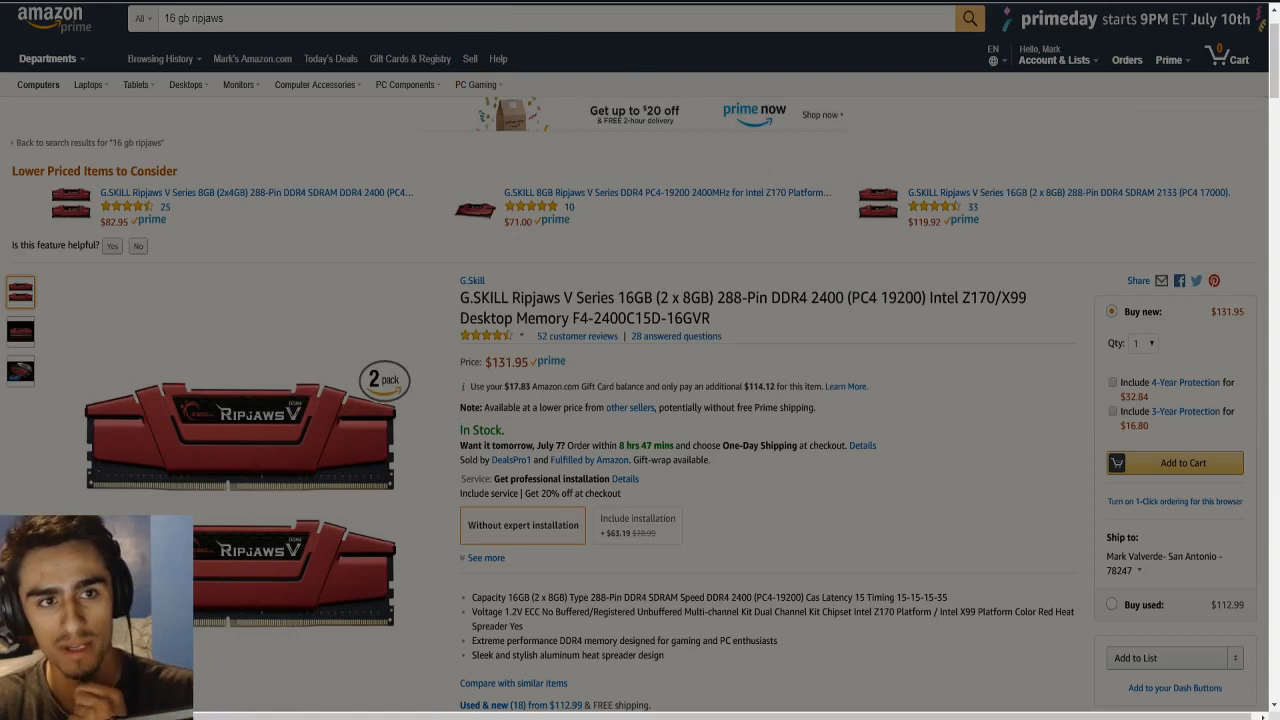 amazon
prime
All
16 gb ripjaws
primeday starts 9PM ET July 10th
Departments
Browsing History
Mark's Amazon.com
Today's Deals
Gift Cards & Registry
Sell
Help
EN
Hello, Mark
Account & Lists
Orders
Prime
0
Cart
Computers
Laptops
Tablets
Desktops
Monitors
Computer Accessories
PC Components
PC Gaming
Get up to $20 off
& FREE 2-hour delivery
prime now
Shop now
‹ Back to search results for "16 gb ripjaws"
Lower Priced Items to Consider
G.SKILL Ripjaws V Series 8GB (2x4GB) 288-Pin DDR4 SDRAM DDR4 2400 (PC4...
25
$82.95 prime
G.SKILL 8GB Ripjaws V Series DDR4 PC4-19200 2400MHz for Intel Z170 Platform...
10
$71.00 prime
G.SKILL Ripjaws V Series 16GB (2 x 8GB) 288-Pin DDR4 SDRAM 2133 (PC4 17000).
33
$119.92 prime
Is this feature helpful? Yes No
2 pack
DDR4
G.SKILL RIPJAWS V
DDR4
G.SKILL RIPJAWS V
G.Skill
G.SKILL Ripjaws V Series 16GB (2 x 8GB) 288-Pin DDR4 2400 (PC4 19200) Intel Z170/X99
Desktop Memory F4-2400C15D-16GVR
52 customer reviews | 28 answered questions
Price: $131.95 prime
Use your $17.83 Amazon.com Gift Card balance and only pay an additional $114.12 for this item. Learn More.
Note: Available at a lower price from other sellers, potentially without free Prime shipping.
In Stock.
Want it tomorrow, July 7? Order within 8 hrs 47 mins and choose One-Day Shipping at checkout. Details
Sold by DealsPro1 and Fulfilled by Amazon. Gift-wrap available.
Service: Get professional installation Details
Include service | Get 20% off at checkout
Without expert installation
Include installation
+ $63.19 $78.99
See more
Capacity 16GB (2 x 8GB) Type 288-Pin DDR4 SDRAM Speed DDR4 2400 (PC4-19200) Cas Latency 15 Timing 15-15-15-35
Voltage 1.2V ECC No Buffered/Registered Unbuffered Multi-channel Kit Dual Channel Kit Chipset Intel Z170 Platform / Intel X99 Platform Color Red Heat
Spreader Yes
Extreme performance DDR4 memory designed for gaming and PC enthusiasts
Sleek and stylish aluminum heat spreader design
Compare with similar items
Used & new (18) from $112.99 & FREE shipping.
Share
Buy new: $131.95
Qty: 1
Include 4-Year Protection for
$32.84
Include 3-Year Protection for
$16.80
Add to Cart
Turn on 1-Click ordering for this browser
Ship to:
Mark Valverde- San Antonio -
78247
Buy used: $112.99
Add to List
Add to your Dash Buttons